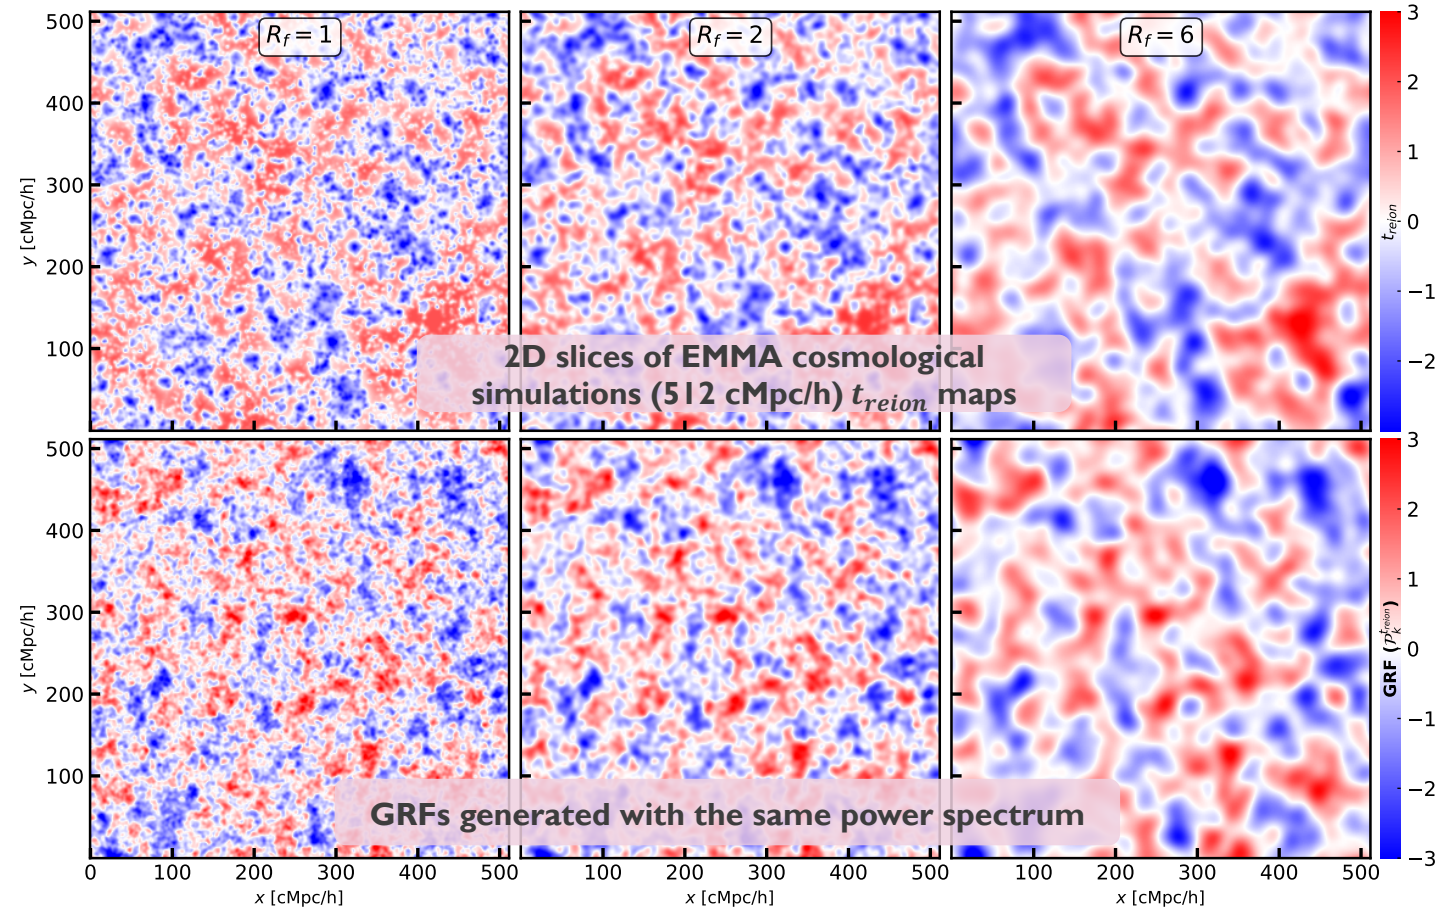 R_f = 1
R_f = 2
R_f = 6
500
400
300
200
100
y [cMpc/h]
3
2
1
0
−1
−2
t_reion
2D slices of EMMA cosmological
simulations (512 cMpc/h) t_reion maps
500
400
300
200
100
y [cMpc/h]
3
2
1
0
−1
−2
−3
GRF (P_k^{t_reion})
GRFs generated with the same power spectrum
0 100 200 300 400 500
100 200 300 400 500
100 200 300 400 500
x [cMpc/h]
x [cMpc/h]
x [cMpc/h]